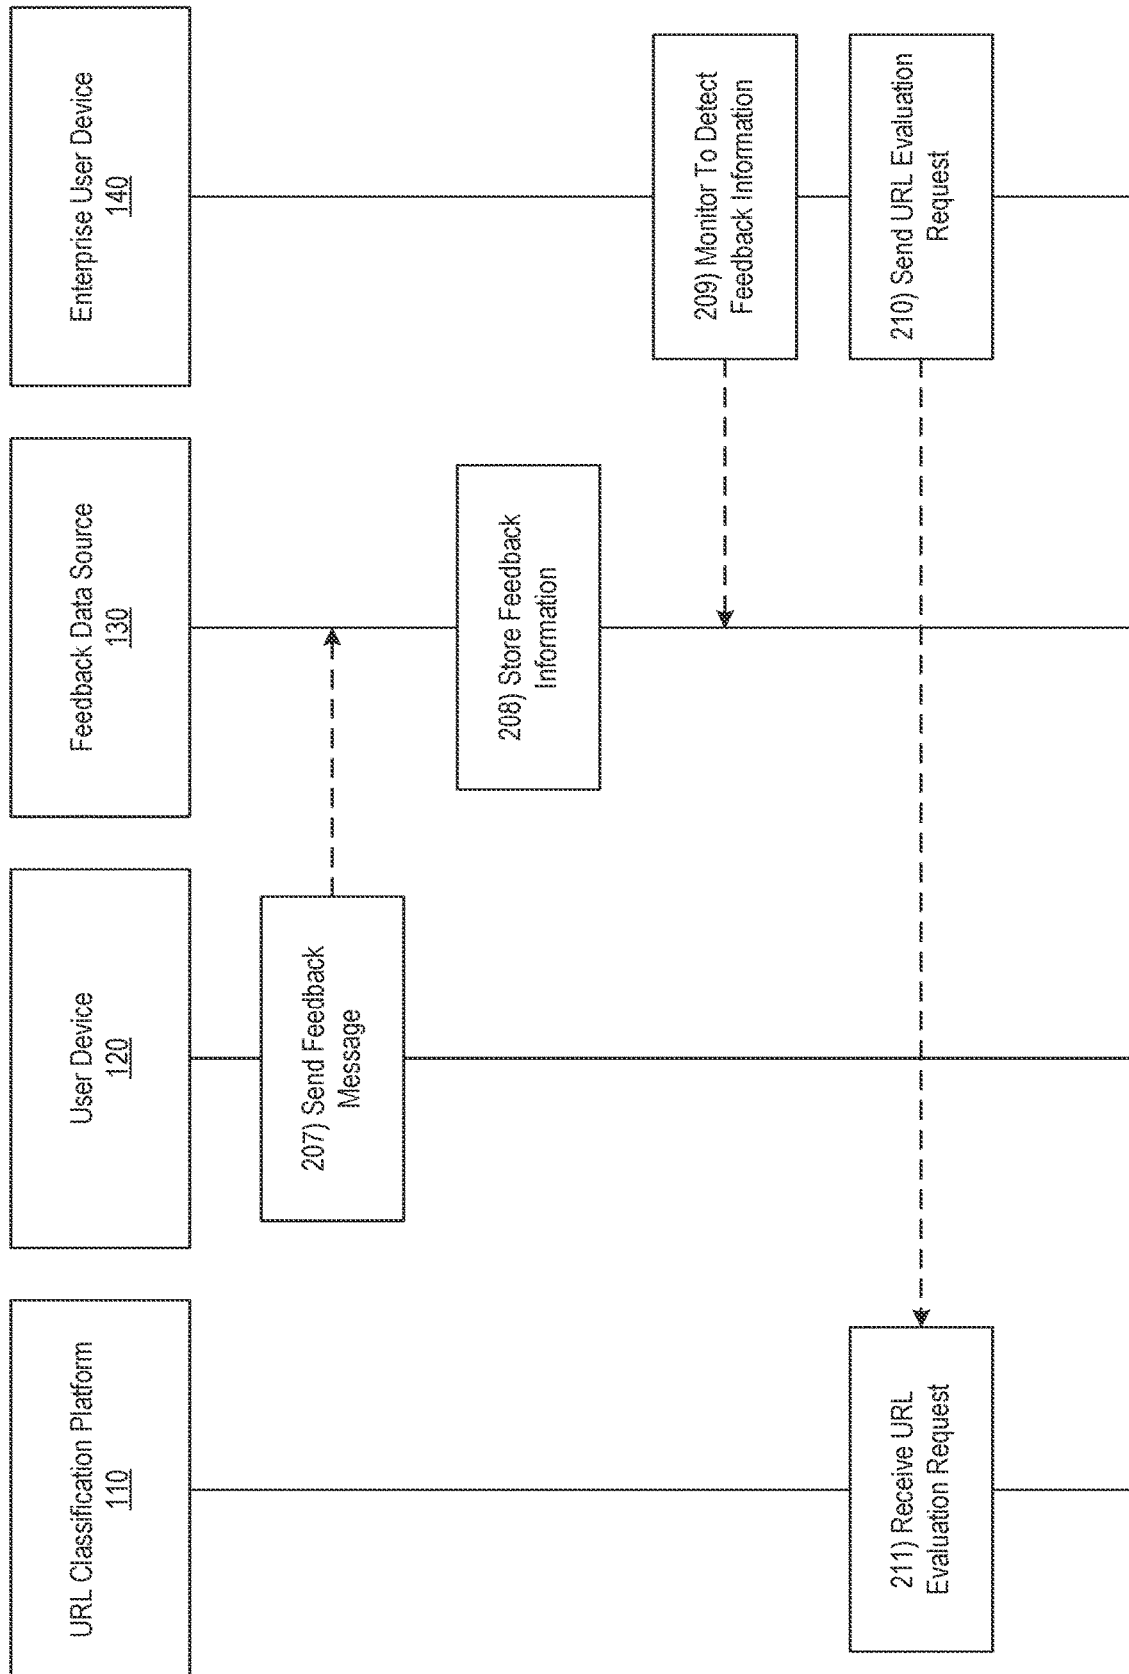 URL Classification Platform
110
User Device
120
Feedback Data Source
130
Enterprise User Device
140
207) Send Feedback
Message
208) Store Feedback
Information
209) Monitor To Detect
Feedback Information
210) Send URL Evaluation
Request
211) Receive URL
Evaluation Request